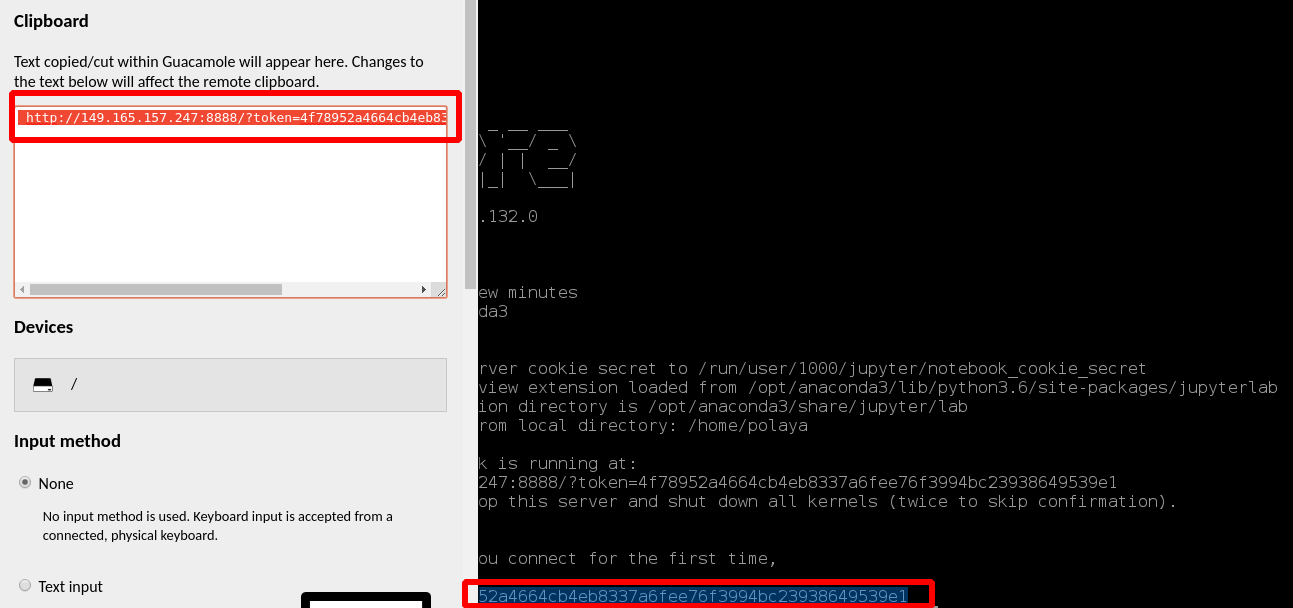 Clipboard
Text copied/cut within Guacamole will appear here. Changes to
the text below will affect the remote clipboard.
http://149.165.157.247:8888/?token=4f78952a4664cb4eb83
Devices
/
Input method
None
No input method is used. Keyboard input is accepted from a
connected, physical keyboard.
Text input
re
.132.0
ew minutes
da3
rver cookie secret to /run/user/1000/jupyter/notebook_cookie_secret
view extension loaded from /opt/anaconda3/lib/python3.6/site-packages/jupyterlab
ion directory is /opt/anaconda3/share/jupyter/lab
rom local directory: /home/polaya
k is running at:
247:8888/?token=4f78952a4664cb4eb8337a6fee76f3994bc23938649539e1
op this server and shut down all kernels (twice to skip confirmation).
ou connect for the first time,
52a4664cb4eb8337a6fee76f3994bc23938649539e1